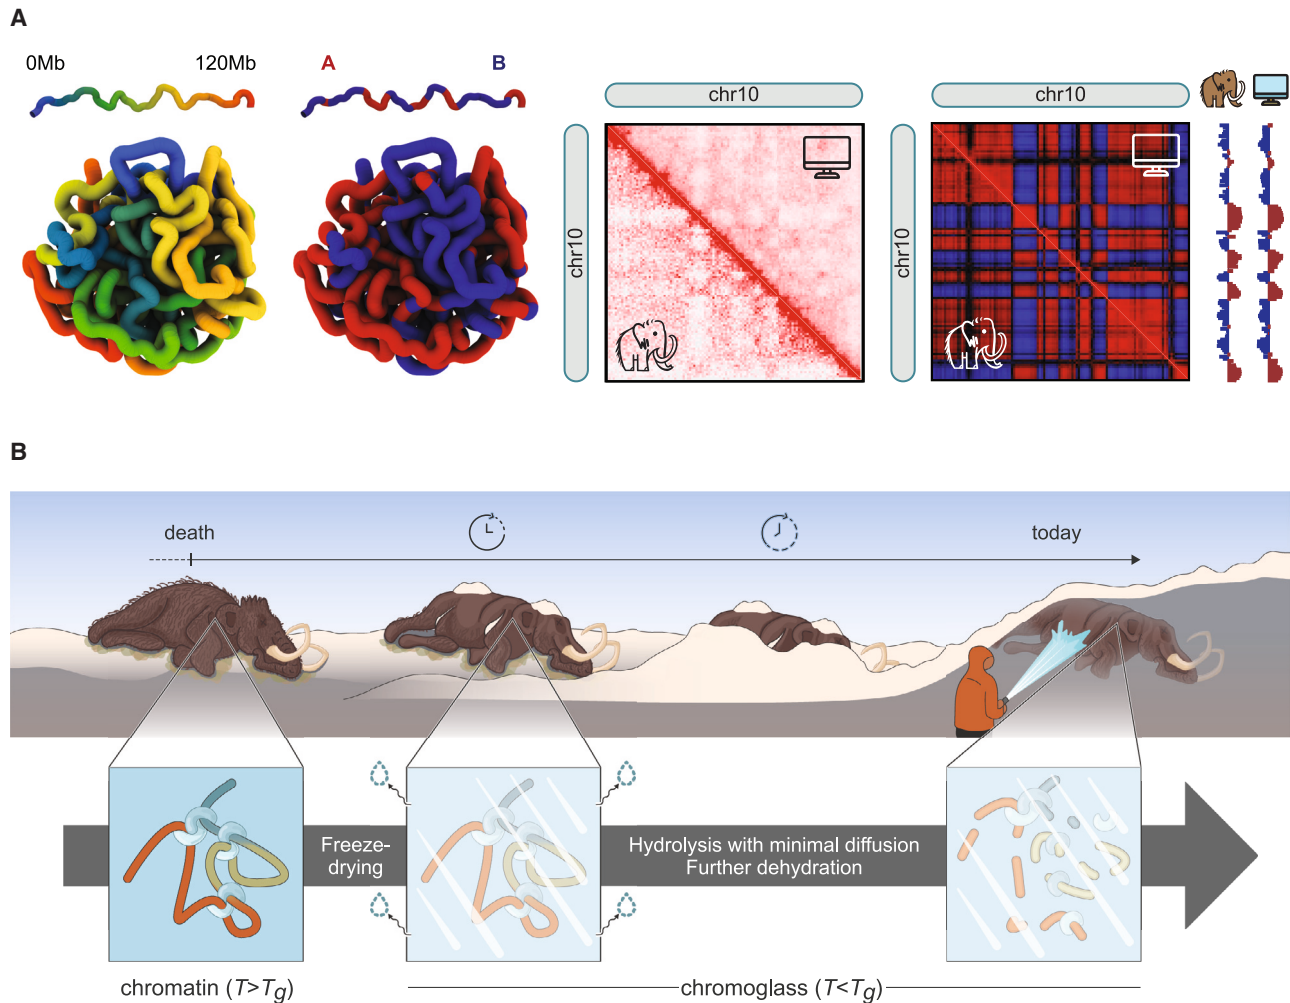 A
0Mb
120Mb
A
B
chr10
chr10
chr10
chr10
B
death
today
Freeze-
drying
Hydrolysis with minimal diffusion
Further dehydration
chromatin (T>Tg)
chromoglass (T<Tg)